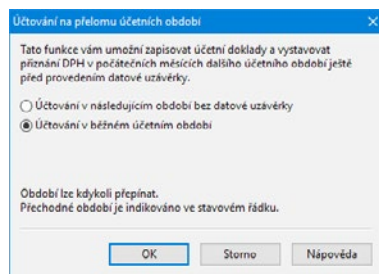 Účtování na přelomu účetních období
Tato funkce vám umožní zapisovat účetní doklady a vystavovat
přiznání DPH v počátečních měsících dalšího účetního období ještě
před provedením datové uzávěrky.
Účtování v následujícím období bez datové uzávěrky
Účtování v běžném účetním období
Období lze kdykoli přepínat.
Přechodné období je indikováno ve stavovém řádku.
OK Storno Nápověda